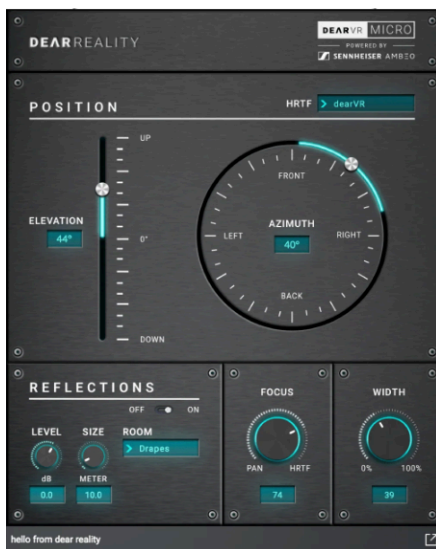 DEARREALITY
DEARVR MICRO
POWERED BY
SENNHEISER AMBEO
POSITION
HRTF > dearVR
UP
FRONT
ELEVATION
44°
0°
LEFT
AZIMUTH
40°
RIGHT
BACK
DOWN
REFLECTIONS
OFF ON
LEVEL SIZE ROOM
> Drapes
dB METER
0.0 10.0
FOCUS
PAN HRTF
74
WIDTH
0% 100%
39
hello from dear reality